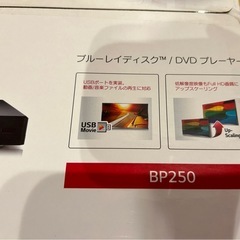 ブルーレイディスク™ / DVD プレーヤー
USBポートを実装。
動画/音楽ファイルの再生に対応
低解像度映像もFull HD画質に
アップスケーリング
USB
Movie
Up-
Scaling
BP250